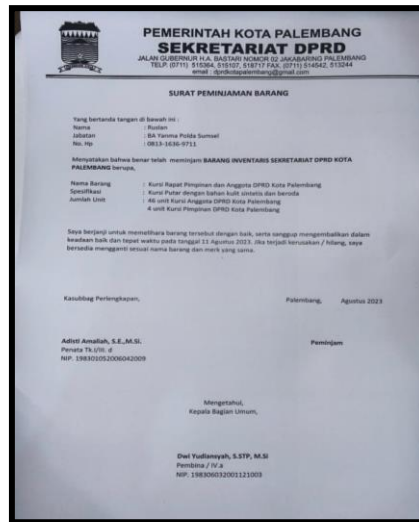 PEMERINTAH KOTA PALEMBANG
SEKRETARIAT DPRD
JALAN GUBERNUR H.A. BASTARI NOMOR 02 JAKABARING PALEMBANG
TELP. (0711) 515364, 515107, 518717 FAX. (0711) 514542, 513244
email : dprdkotapalembang@gmail.com
SURAT PEMINJAMAN BARANG
Yang bertanda tangan di bawah ini :
Nama : Ruslan
Jabatan : BA Yanma Polda Sumsel
No. Hp : 0813-1636-9711
Menyatakan bahwa benar telah meminjam BARANG INVENTARIS SEKRETARIAT DPRD KOTA
PALEMBANG berupa,
Nama Barang : Kursi Rapat Pimpinan dan Anggota DPRD Kota Palembang
Spesifikasi : Kursi Putar dengan bahan kulit sintetis dan beroda
Jumlah Unit : 46 unit Kursi Anggota DPRD Kota Palembang
4 unit Kursi Pimpinan DPRD Kota Palembang
Saya berjanji untuk memelihara barang tersebut dengan baik, serta sanggup mengembalikan dalam
keadaan baik dan tepat waktu pada tanggal 11 Agustus 2023. Jika terjadi kerusakan / hilang, saya
bersedia mengganti sesuai nama barang dan merk yang sama.
Kasubbag Perlengkapan,
Palembang, Agustus 2023
Adisti Amaliah, S.E.,M.Si.
Penata Tk.I/III. d
NIP. 198301052006042009
Peminjam
Mengetahui,
Kepala Bagian Umum,
Dwi Yudiansyah, S.STP, M.Si
Pembina / IV.a
NIP. 198306032001121003